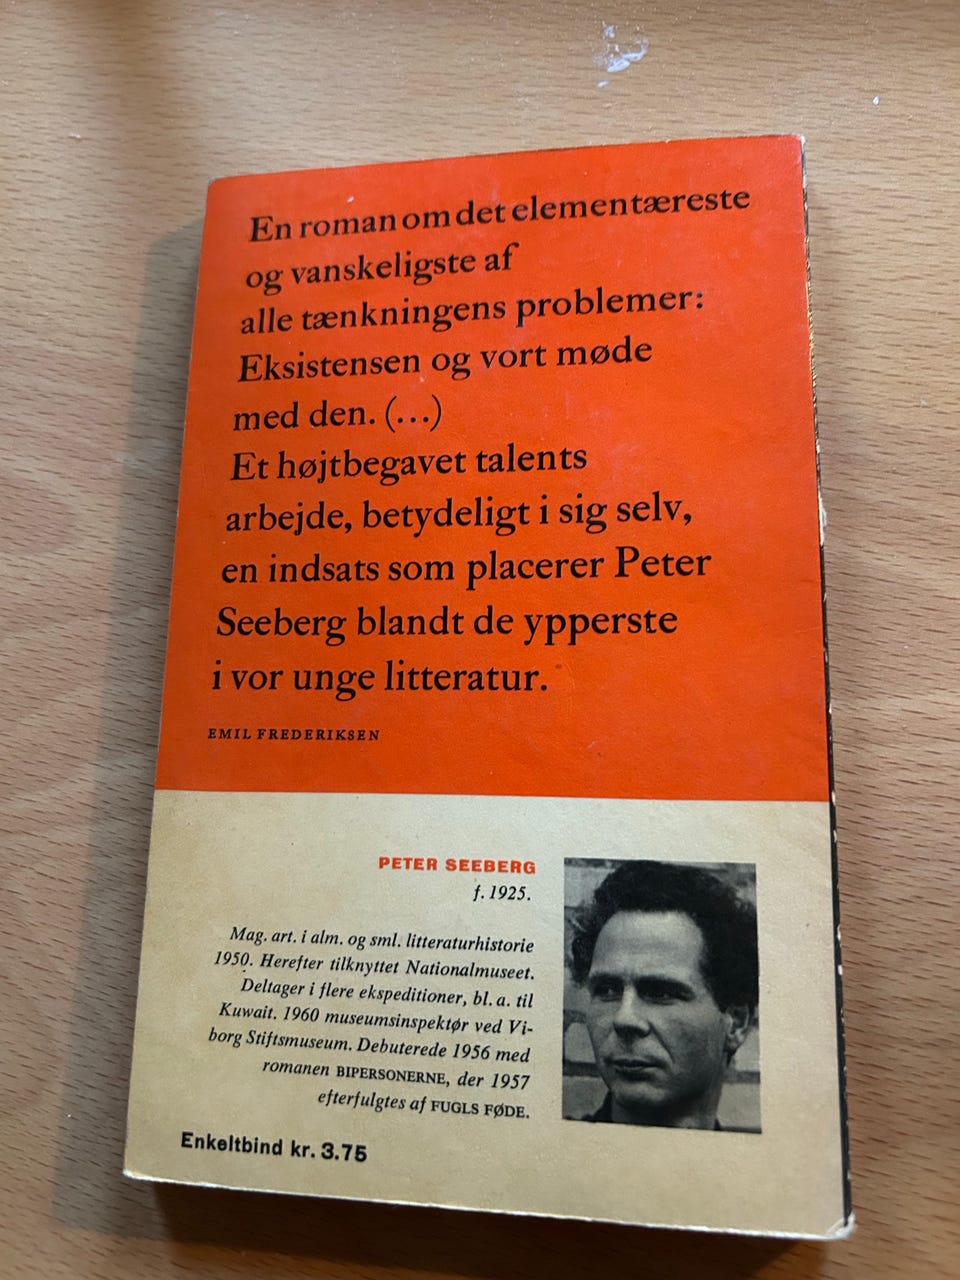 En roman om det elementæreste
og vanskeligste af
alle tænkningens problemer:
Eksistensen og vort møde
med den. (...)
Et højtbegavet talents
arbejde, betydeligt i sig selv,
en indsats som placerer Peter
Seeberg blandt de ypperste
i vor unge litteratur.
EMIL FREDERIKSEN
PETER SEEBERG
f. 1925.
Mag. art. i alm. og sml. litteraturhistorie
1950. Herefter tilknyttet Nationalmuseet.
Deltager i flere ekspeditioner, bl. a. til
Kuwait. 1960 museumsinspektør ved Vi-
borg Stiftsmuseum. Debuterede 1956 med
romanen BIPERSONERNE, der 1957
efterfulgtes af FUGLS FØDE.
Enkeltbind kr. 3.75